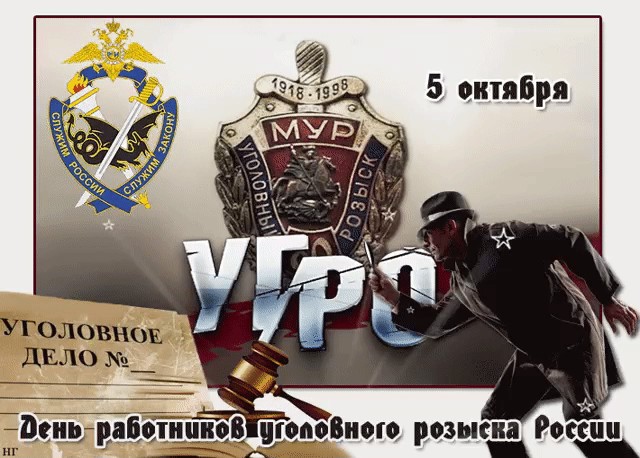 5 октября
СЛУЖИМ РОССИИ
СЛУЖИМ ЗАКОНУ
1918-1998
МУР
УГОЛОВНЫЙ
РОЗЫСК
УГРО
УГОЛОВНОЕ
ДЕЛО №__
День работников уголовного розыска России
НГ